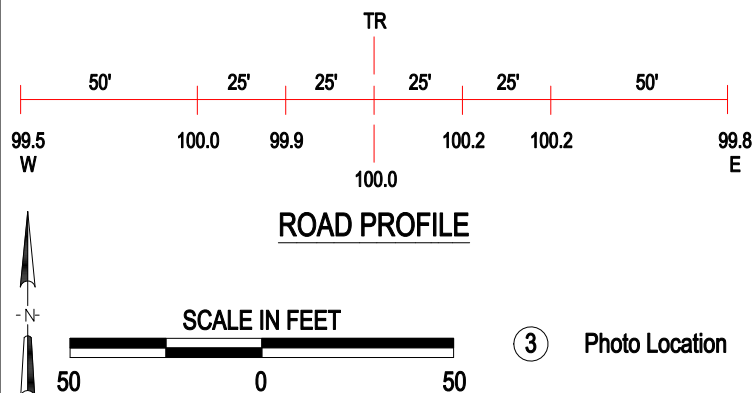 TR
50' 25' 25' 25' 25' 50'
99.5 100.0 99.9 100.2 100.2 99.8
W E
100.0
ROAD PROFILE
-N-
SCALE IN FEET
3 Photo Location
50 0 50